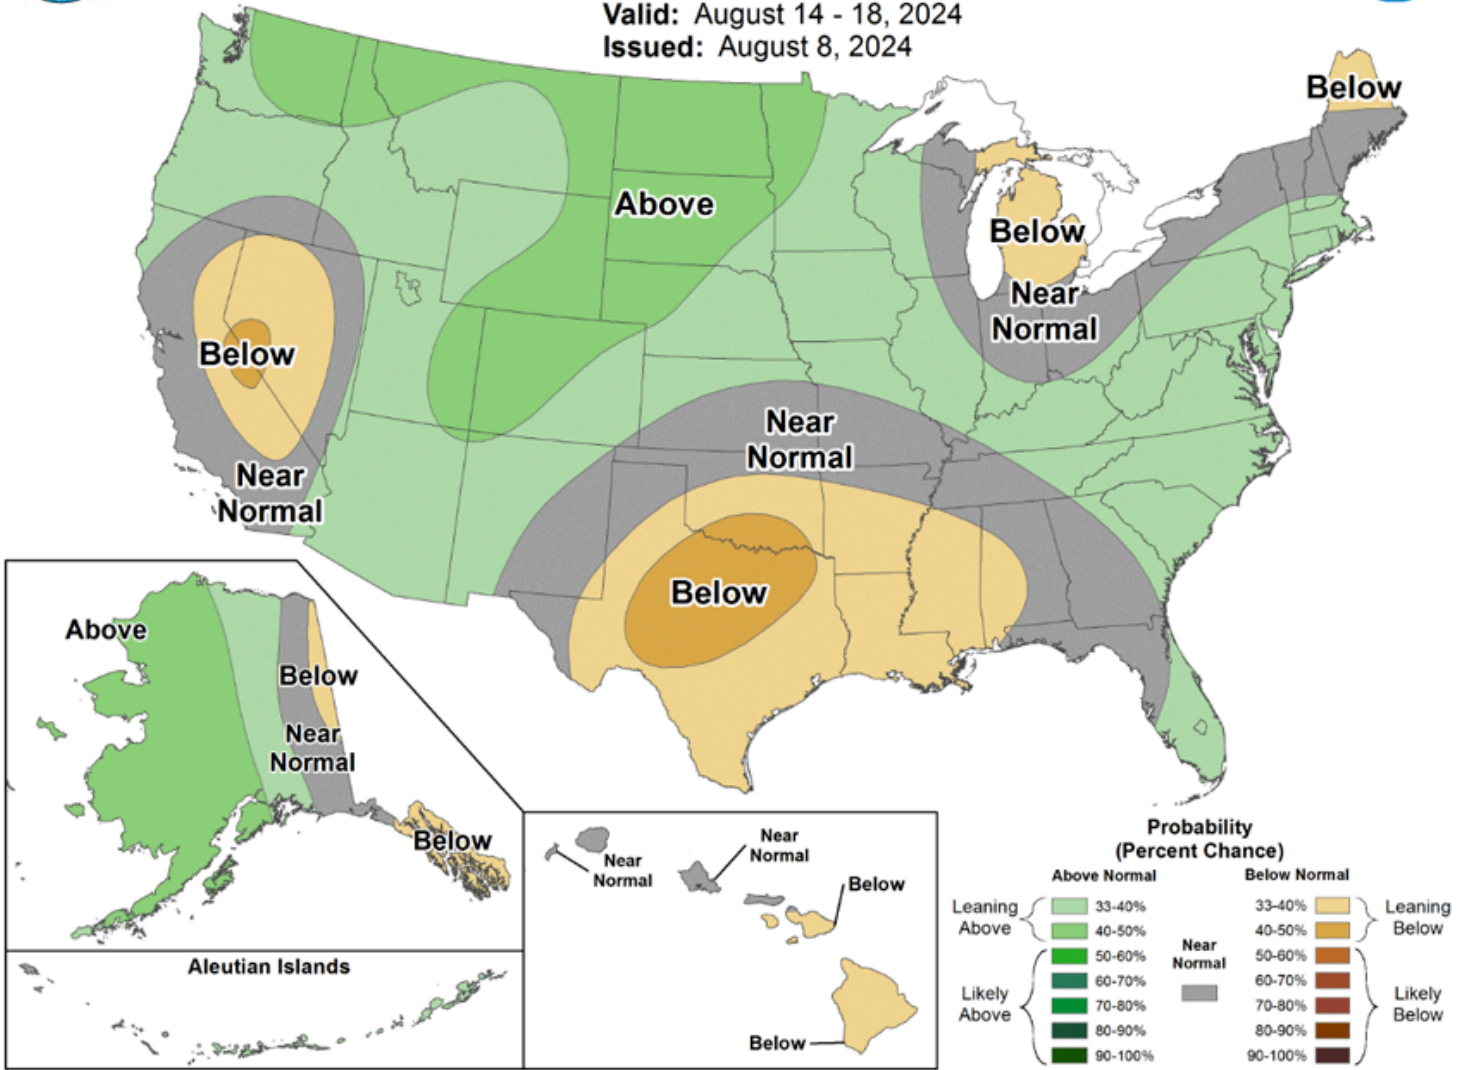 Valid: August 14 - 18, 2024
Issued: August 8, 2024
Below
Above
Below
Near
Normal
Below
Near
Normal
Near
Normal
Below
Above
Below
Near
Normal
Below
Aleutian Islands
Near
Normal
Near
Normal
Below
Below
Probability
(Percent Chance)
Above Normal
Below Normal
Leaning
Above
33-40%
40-50%
50-60%
60-70%
70-80%
80-90%
90-100%
Likely
Above
Near
Normal
33-40%
40-50%
50-60%
60-70%
70-80%
80-90%
90-100%
Leaning
Below
Likely
Below